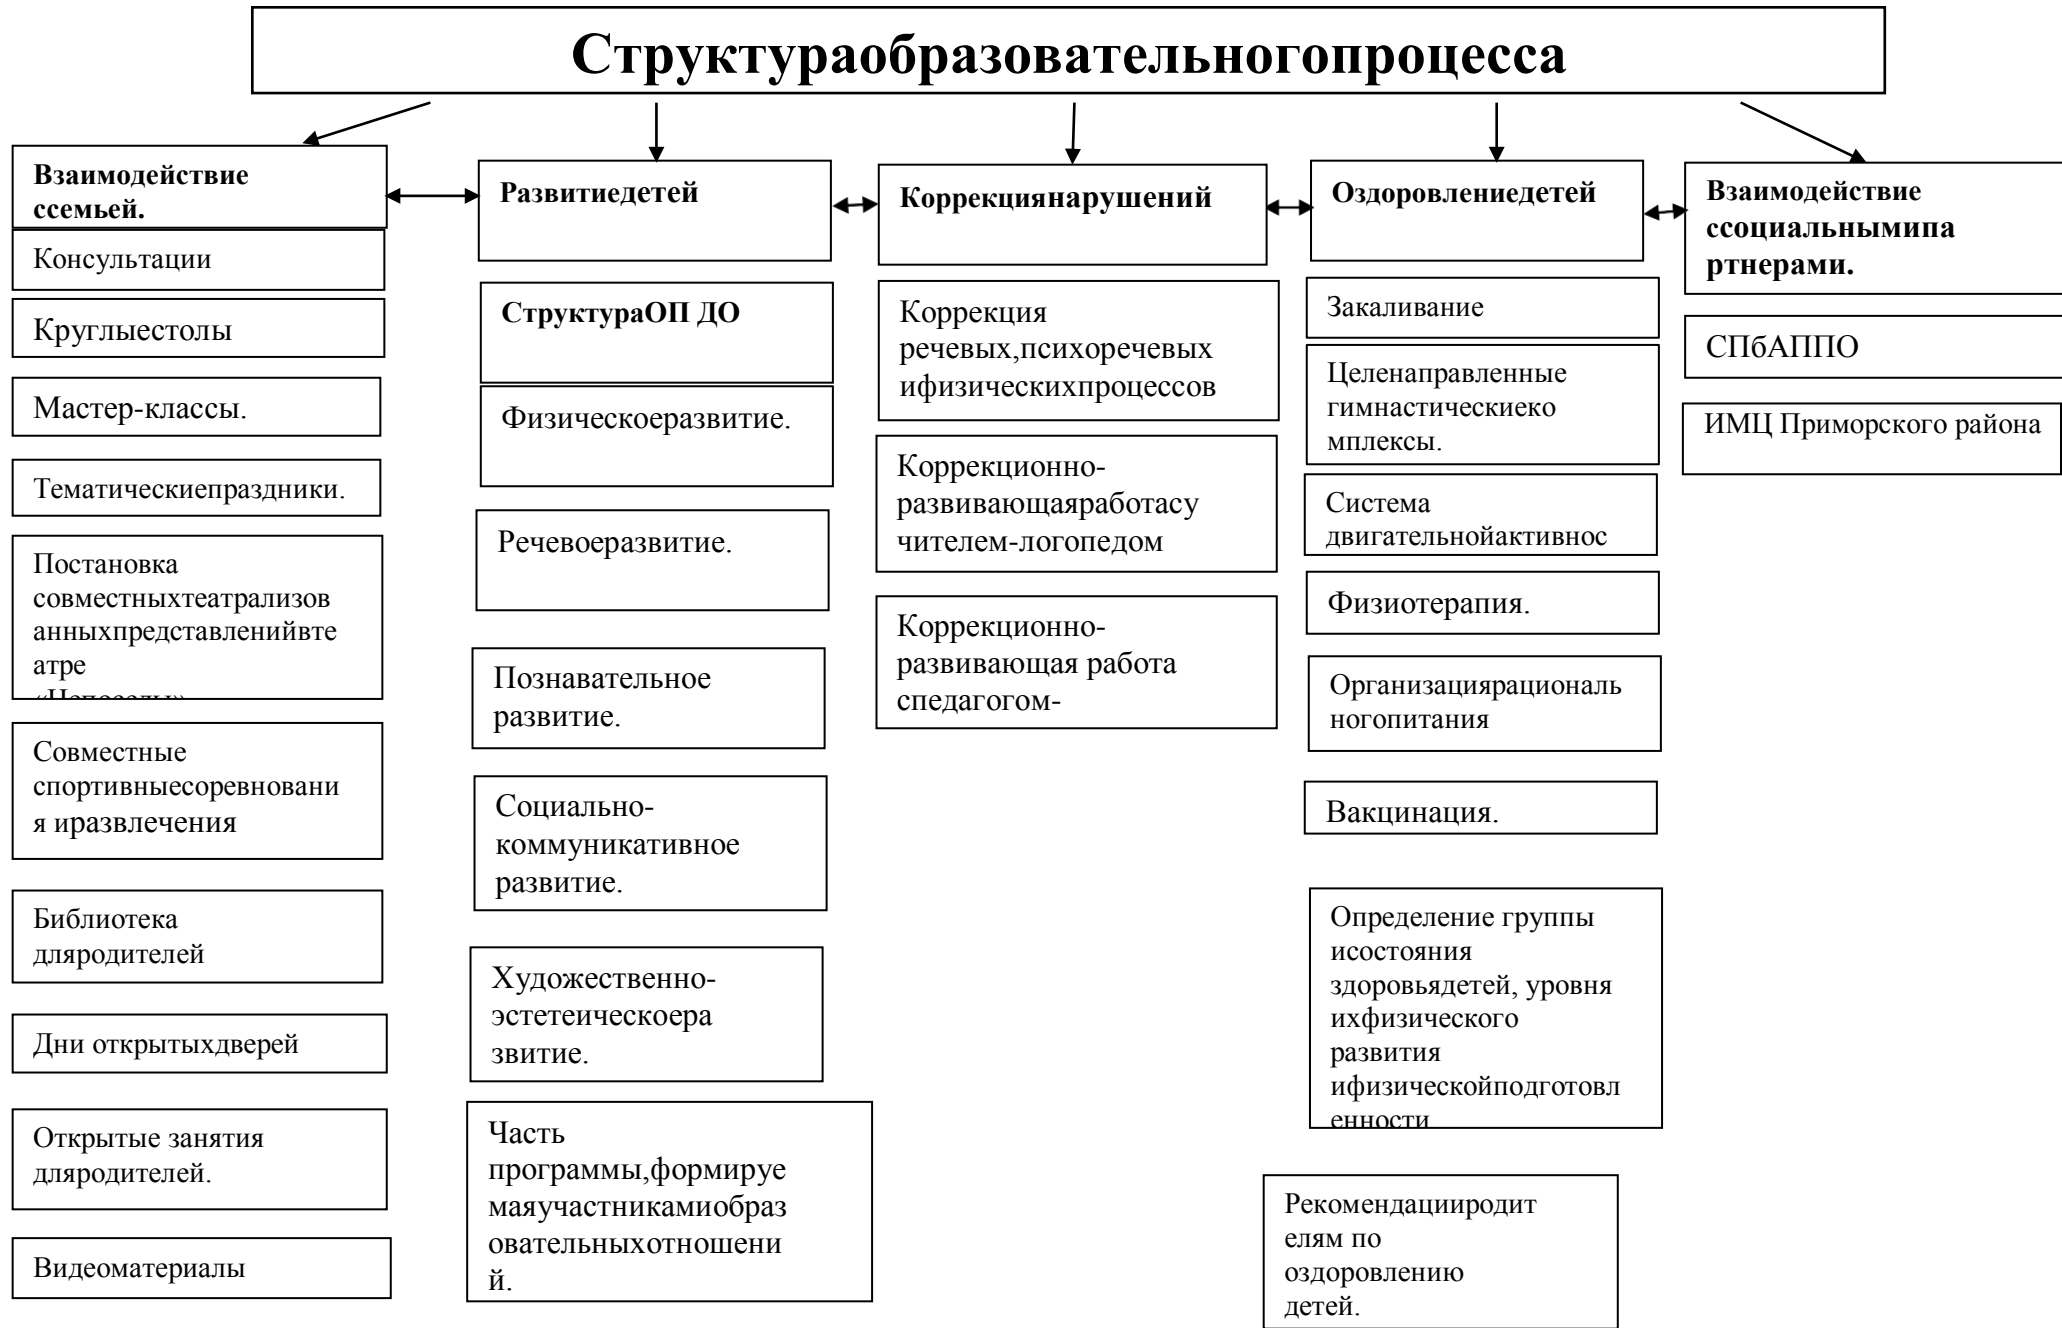 Структураобразовательногопроцесса
Взаимодействие
ссемьей.
Консультации
Круглыестолы
Мастер-классы.
Тематическиепраздники.
Постановка
совместныхтеатрализов
анныхпредставленийвте
атре
Совместные
спортивныесоревновани
я иразвлечения
Библиотека
дляродителей
Дни открытыхдверей
Открытые занятия
дляродителей.
Видеоматериалы
Развитиедетей
СтруктураОП ДО
Физическоеразвитие.
Речевоеразвитие.
Познавательное
развитие.
Социально-
коммуникативное
развитие.
Художественно-
эстетеическоера
звитие.
Часть
программы,формируе
маяучастникамиобраз
овательныхотношени
й.
Коррекциянарушений
Коррекция
речевых,психоречевых
ифизическихпроцессов
Коррекционно-
развивающаяработасу
чителем-логопедом
Коррекционно-
развивающая работа
спедагогом-
Оздоровлениедетей
Закаливание
Целенаправленные
гимнастическиеко
мплексы.
Система
двигательнойактивнос
Физиотерапия.
Организациярациональ
ногопитания
Вакцинация.
Определение группы
исостояния
здоровьядетей, уровня
ихфизического
развития
ифизическойподготовл
енности
Рекомендацииродит
елям по
оздоровлению
детей.
Взаимодействие
ссоциальнымипа
ртнерами.
СПбАППО
ИМЦ Приморского района